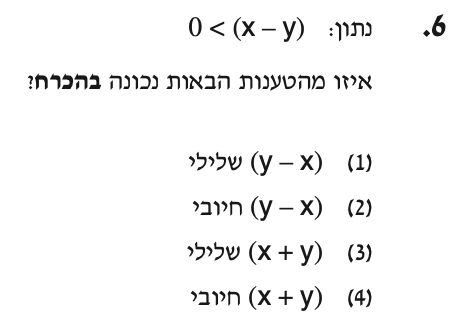 6. נתון: 0 < (x – y)
איזו מהטענות הבאות נכונה בהכרח?
(1) (y – x) שלילי
(2) (y – x) חיובי
(3) (x + y) שלילי
(4) (x + y) חיובי